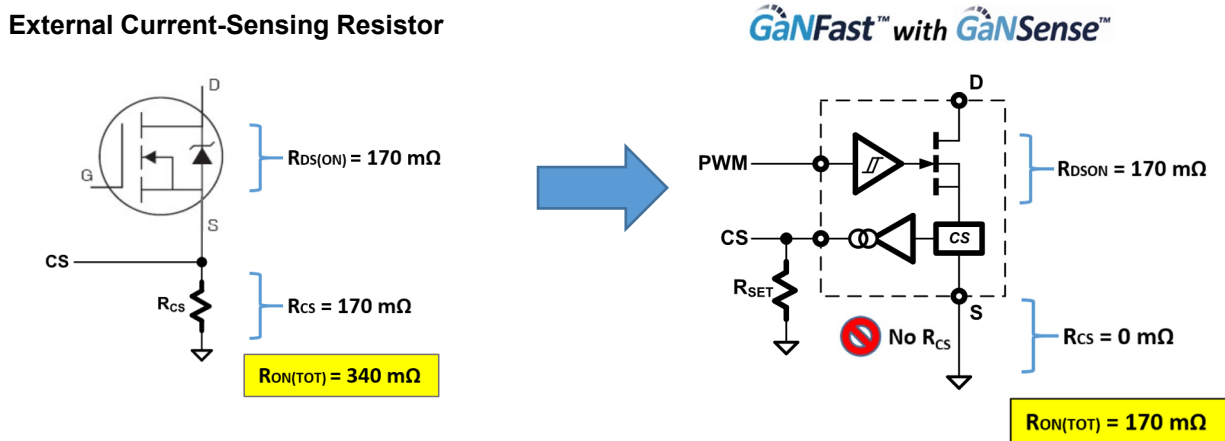 External Current-Sensing Resistor
GaNFast™ with GaNSense™
D
G
S
RDS(ON) = 170 mΩ
CS
RCS
RCS = 170 mΩ
RON(TOT) = 340 mΩ
D
PWM
RDSON = 170 mΩ
CS
CS
RSET
S
No RCS
RCS = 0 mΩ
RON(TOT) = 170 mΩ